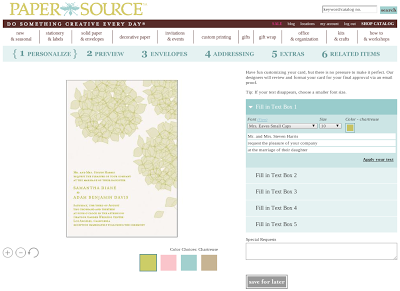 PAPER SOURCE
keyword/catalog no.
search
DO SOMETHING CREATIVE EVERY DAY
SALE blog locations my account log out SHOP CATALOG
new
& seasonal
stationery
& labels
solid paper
& envelopes
decorative paper
invitations
& events
custom printing
gifts
gift wrap
office
& organization
kits
& crafts
how to
& workshops
{ 1 PERSONALIZE } 2 PREVIEW 3 ENVELOPES 4 ADDRESSING 5 EXTRAS 6 RELATED ITEMS
Have fun customizing your card, but there is no pressure to make it perfect. Our
designers will review and format your card for your final approval via an email
proof.
Tip: If your text disappears, choose a smaller font size.
Fill in Text Box 1
Font
Size
Color - chartreuse
Mrs. Eaves Small Caps
10
Mr. and Mrs. Steven Harris
request the pleasure of your company
at the marriage of their daughter
Apply your text
Fill in Text Box 2
Fill in Text Box 3
Fill in Text Box 4
Fill in Text Box 5
MR. AND MRS. STEVEN HARRIS
REQUEST THE PLEASURE OF YOUR COMPANY
AT THE MARRIAGE OF THEIR DAUGHTER
SAMANTHA DIANE
&
ADAM BENJAMIN DAVIS
Color Choices: Chartreuse
Special Requests
save for later